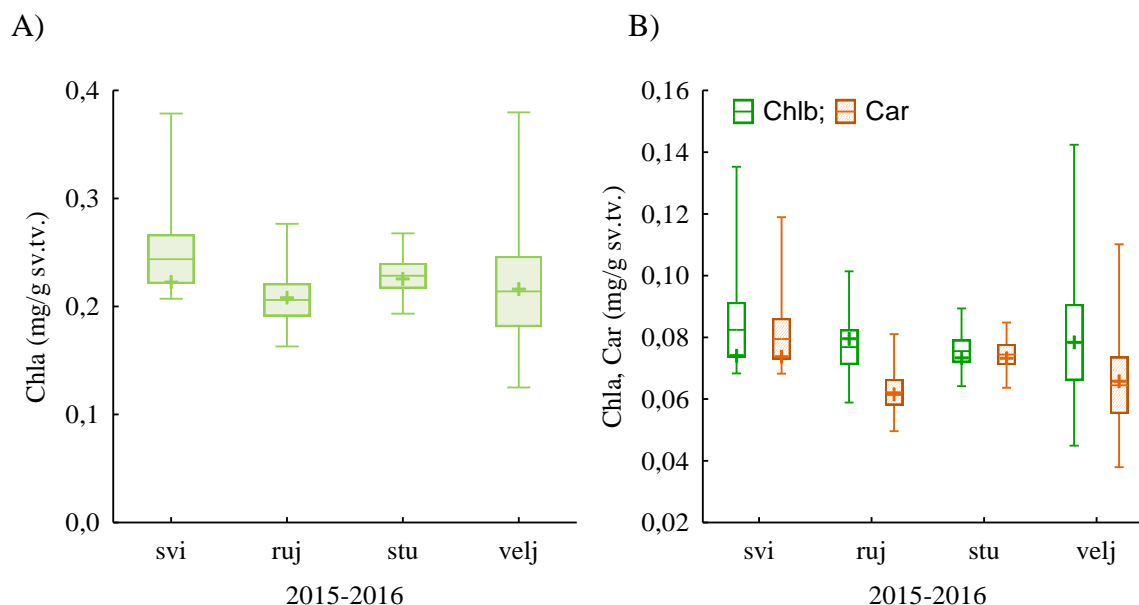 A)
Chla (mg/g sv.tv.)
0,4
0,3
0,2
0,1
0,0
svi ruj stu velj
2015-2016
B)
Chla, Car (mg/g sv.tv.)
0,16
0,14
0,12
0,10
0,08
0,06
0,04
0,02
Chlb; Car
svi ruj stu velj
2015-2016